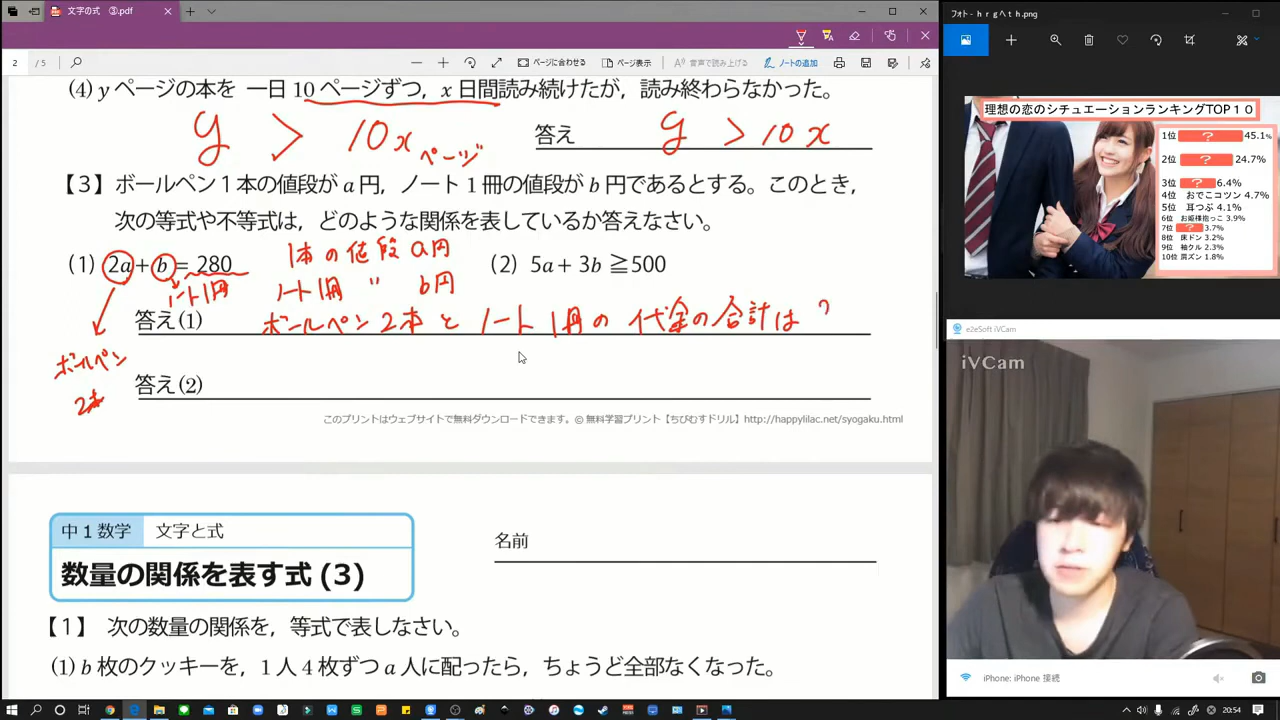 文字の式 ③.pdf
2 / 5
ページに合わせる
ページ表示
音声で読み上げる
ノートの追加
(4) y ページの本を 一日 10 ページずつ，x 日間読み続けたが，読み終わらなかった。
y > 10x ページ
答え y > 10x
【3】ボールペン１本の値段が a 円，ノート１冊の値段が b 円であるとする。このとき，
次の等式や不等式は，どのような関係を表しているか答えなさい。
(1) 2a + b = 280
1本の値段 a円
ノート1冊 〃 b円
ノート1円
(2) 5a + 3b ≧ 500
答え(1) ボールペン 2本と ノート 1冊の 代金の合計は
ボールペン
2本
答え(2)
このプリントはウェブサイトで無料ダウンロードできます。© 無料学習プリント【ちびむすドリル】http://happylilac.net/syogaku.html
中１数学 文字と式
数量の関係を表す式 (3)
名前
【１】 次の数量の関係を，等式で表しなさい。
(1) b 枚のクッキーを，１人４枚ずつ a 人に配ったら，ちょうど全部なくなった。
理想の恋のシチュエーションランキングTOP１０
1位 ? 45.1%
2位 ? 24.7%
3位 ? 6.4%
4位 おでこコツン 4.7%
5位 耳つぶ 4.1%
6位 お姫様抱っこ 3.9%
7位 ? 3.7%
8位 床ドン 3.2%
9位 袖クル 2.3%
10位 肩ズン 1.8%
e2eSoft iVCam
iVCam
iPhone: iPhone 接続
20:54